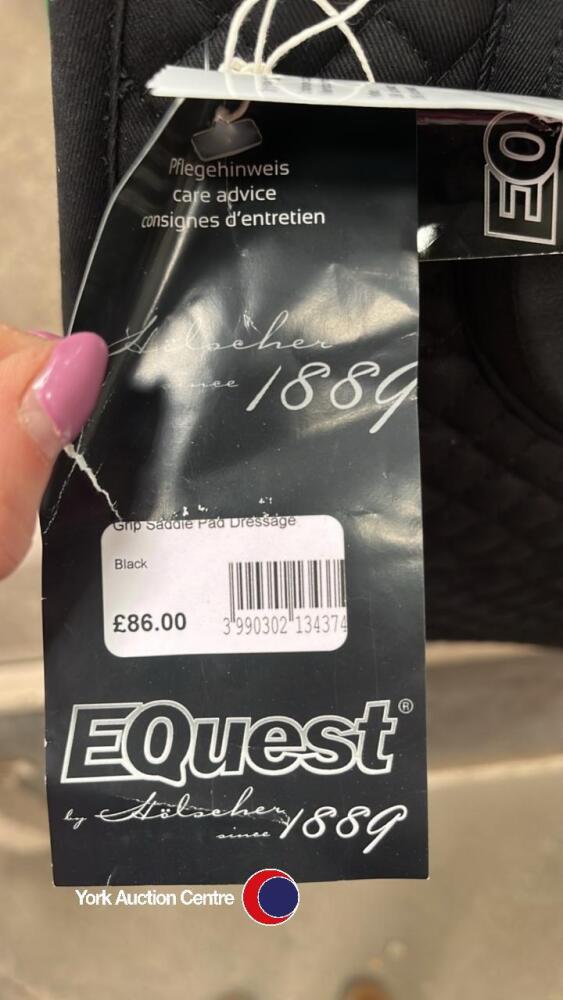 Pflegehinweis
care advice
consignes d'entretien
EQ
Hölscher
since 1889
Grip Saddle Pad Dressage
Black
£86.00
3 990302 134374
EQuest®
by Hölscher
since 1889
York Auction Centre